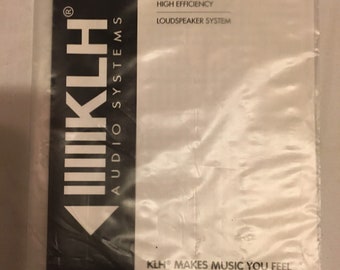 HIGH EFFICIENCY
LOUDSPEAKER SYSTEM
KLH®
AUDIO SYSTEMS
KLH® MAKES MUSIC YOU FEEL